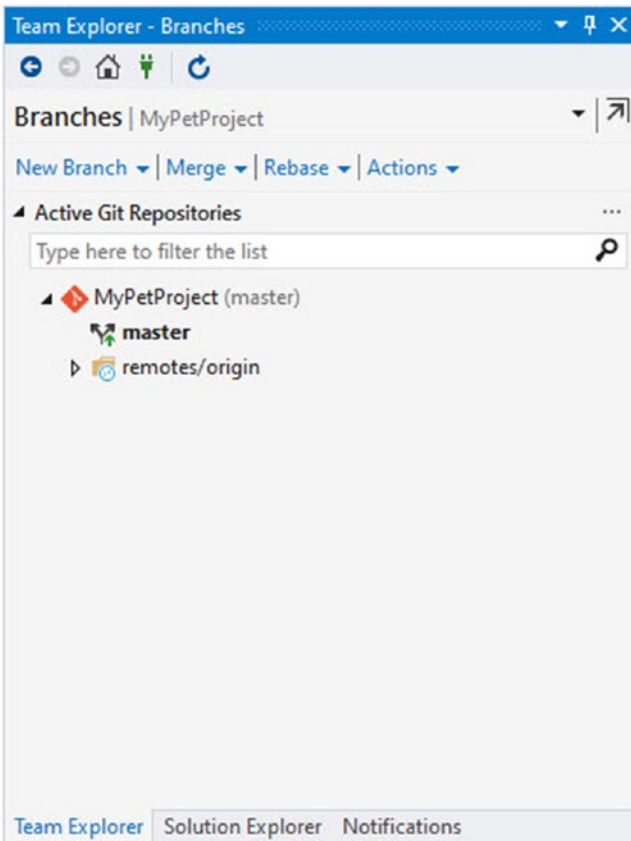 Team Explorer - Branches
Branches | MyPetProject
New Branch | Merge | Rebase | Actions
Active Git Repositories
...
Type here to filter the list
MyPetProject (master)
master
remotes/origin
Team Explorer Solution Explorer Notifications